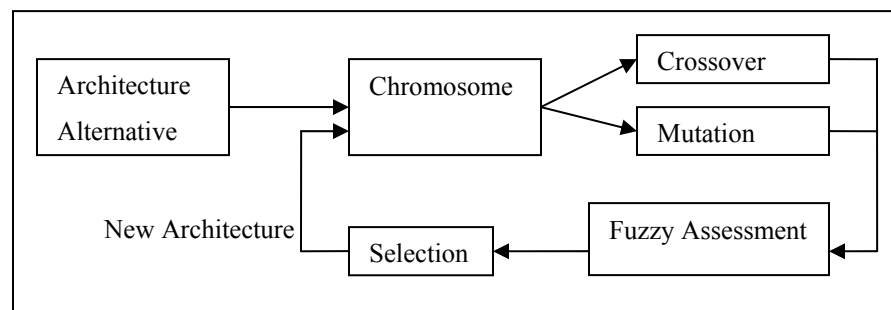 Architecture
Alternative
Chromosome
Crossover
Mutation
New Architecture
Selection
Fuzzy Assessment